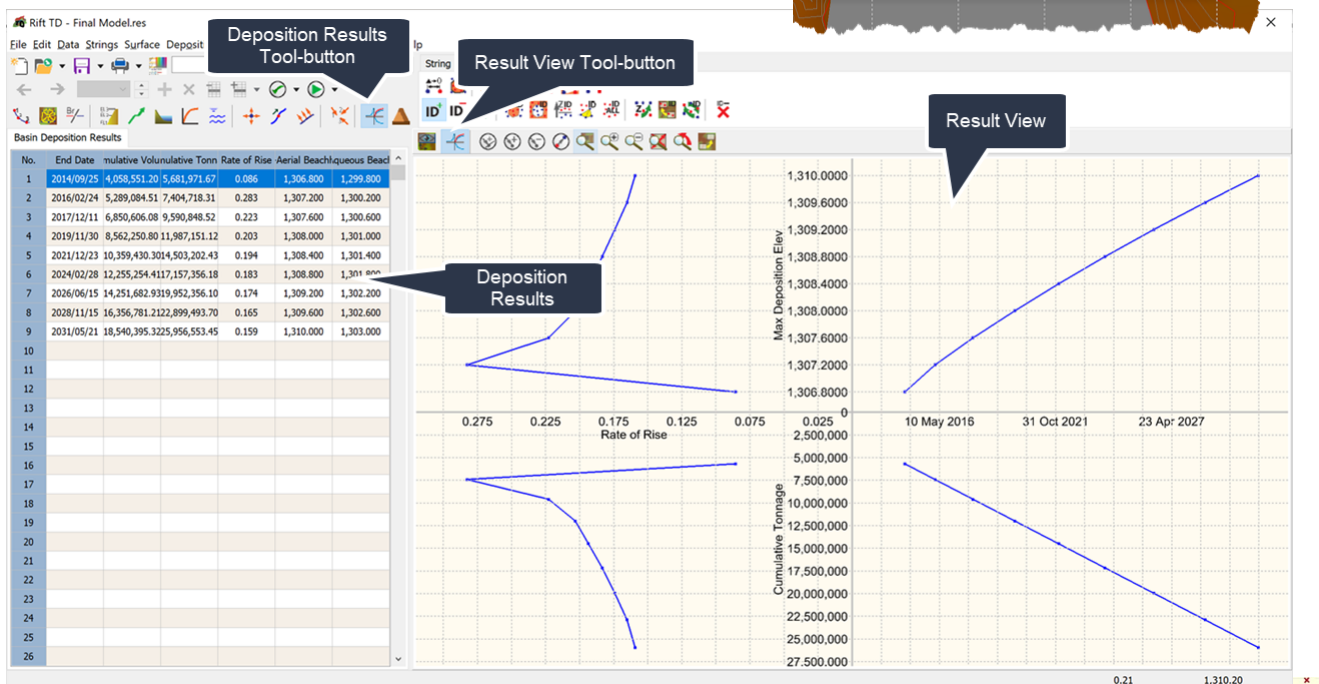 Rift TD - Final Model.res
File Edit Data Strings Surface Deposit
lp
Deposition Results
Tool-button
Result View Tool-button
String
ID+ ID-
Result View
Basin Deposition Results
No. End Date mulative Volu nulative Tonn Rate of Rise -Aerial Beach queous Beacl
1 2014/09/25 4,058,551.20 5,681,971.67 0.086 1,306.800 1,299.800
2 2016/02/24 5,289,084.51 7,404,718.31 0.283 1,307.200 1,300.200
3 2017/12/11 6,850,606.08 9,590,848.52 0.223 1,307.600 1,300.600
4 2019/11/30 8,562,250.80 11,987,151.12 0.203 1,308.000 1,301.000
5 2021/12/23 10,359,430.30 14,503,202.43 0.194 1,308.400 1,301.400
6 2024/02/28 12,255,254.41 17,157,356.18 0.183 1,308.800 1,301.800
7 2026/06/15 14,251,682.93 19,952,356.10 0.174 1,309.200 1,302.200
8 2028/11/15 16,356,781.21 22,899,493.70 0.165 1,309.600 1,302.600
9 2031/05/21 18,540,395.32 25,956,553.45 0.159 1,310.000 1,303.000
10
11
12
13
14
15
16
17
18
19
20
21
22
23
24
25
26
Deposition
Results
1,310.0000
1,309.6000
1,309.2000
1,308.8000
1,308.4000
1,308.0000
1,307.6000
1,307.2000
1,306.8000
Max Deposition Elev
0.275 0.225 0.175 0.125 0.075 0.025
Rate of Rise
10 May 2016 31 Oct 2021 23 Apr 2027
0
2,500,000
5,000,000
7,500,000
10,000,000
12,500,000
15,000,000
17,500,000
20,000,000
22,500,000
25,000,000
27,500,000
Cumulative Tonnage
0.21 1,310.20